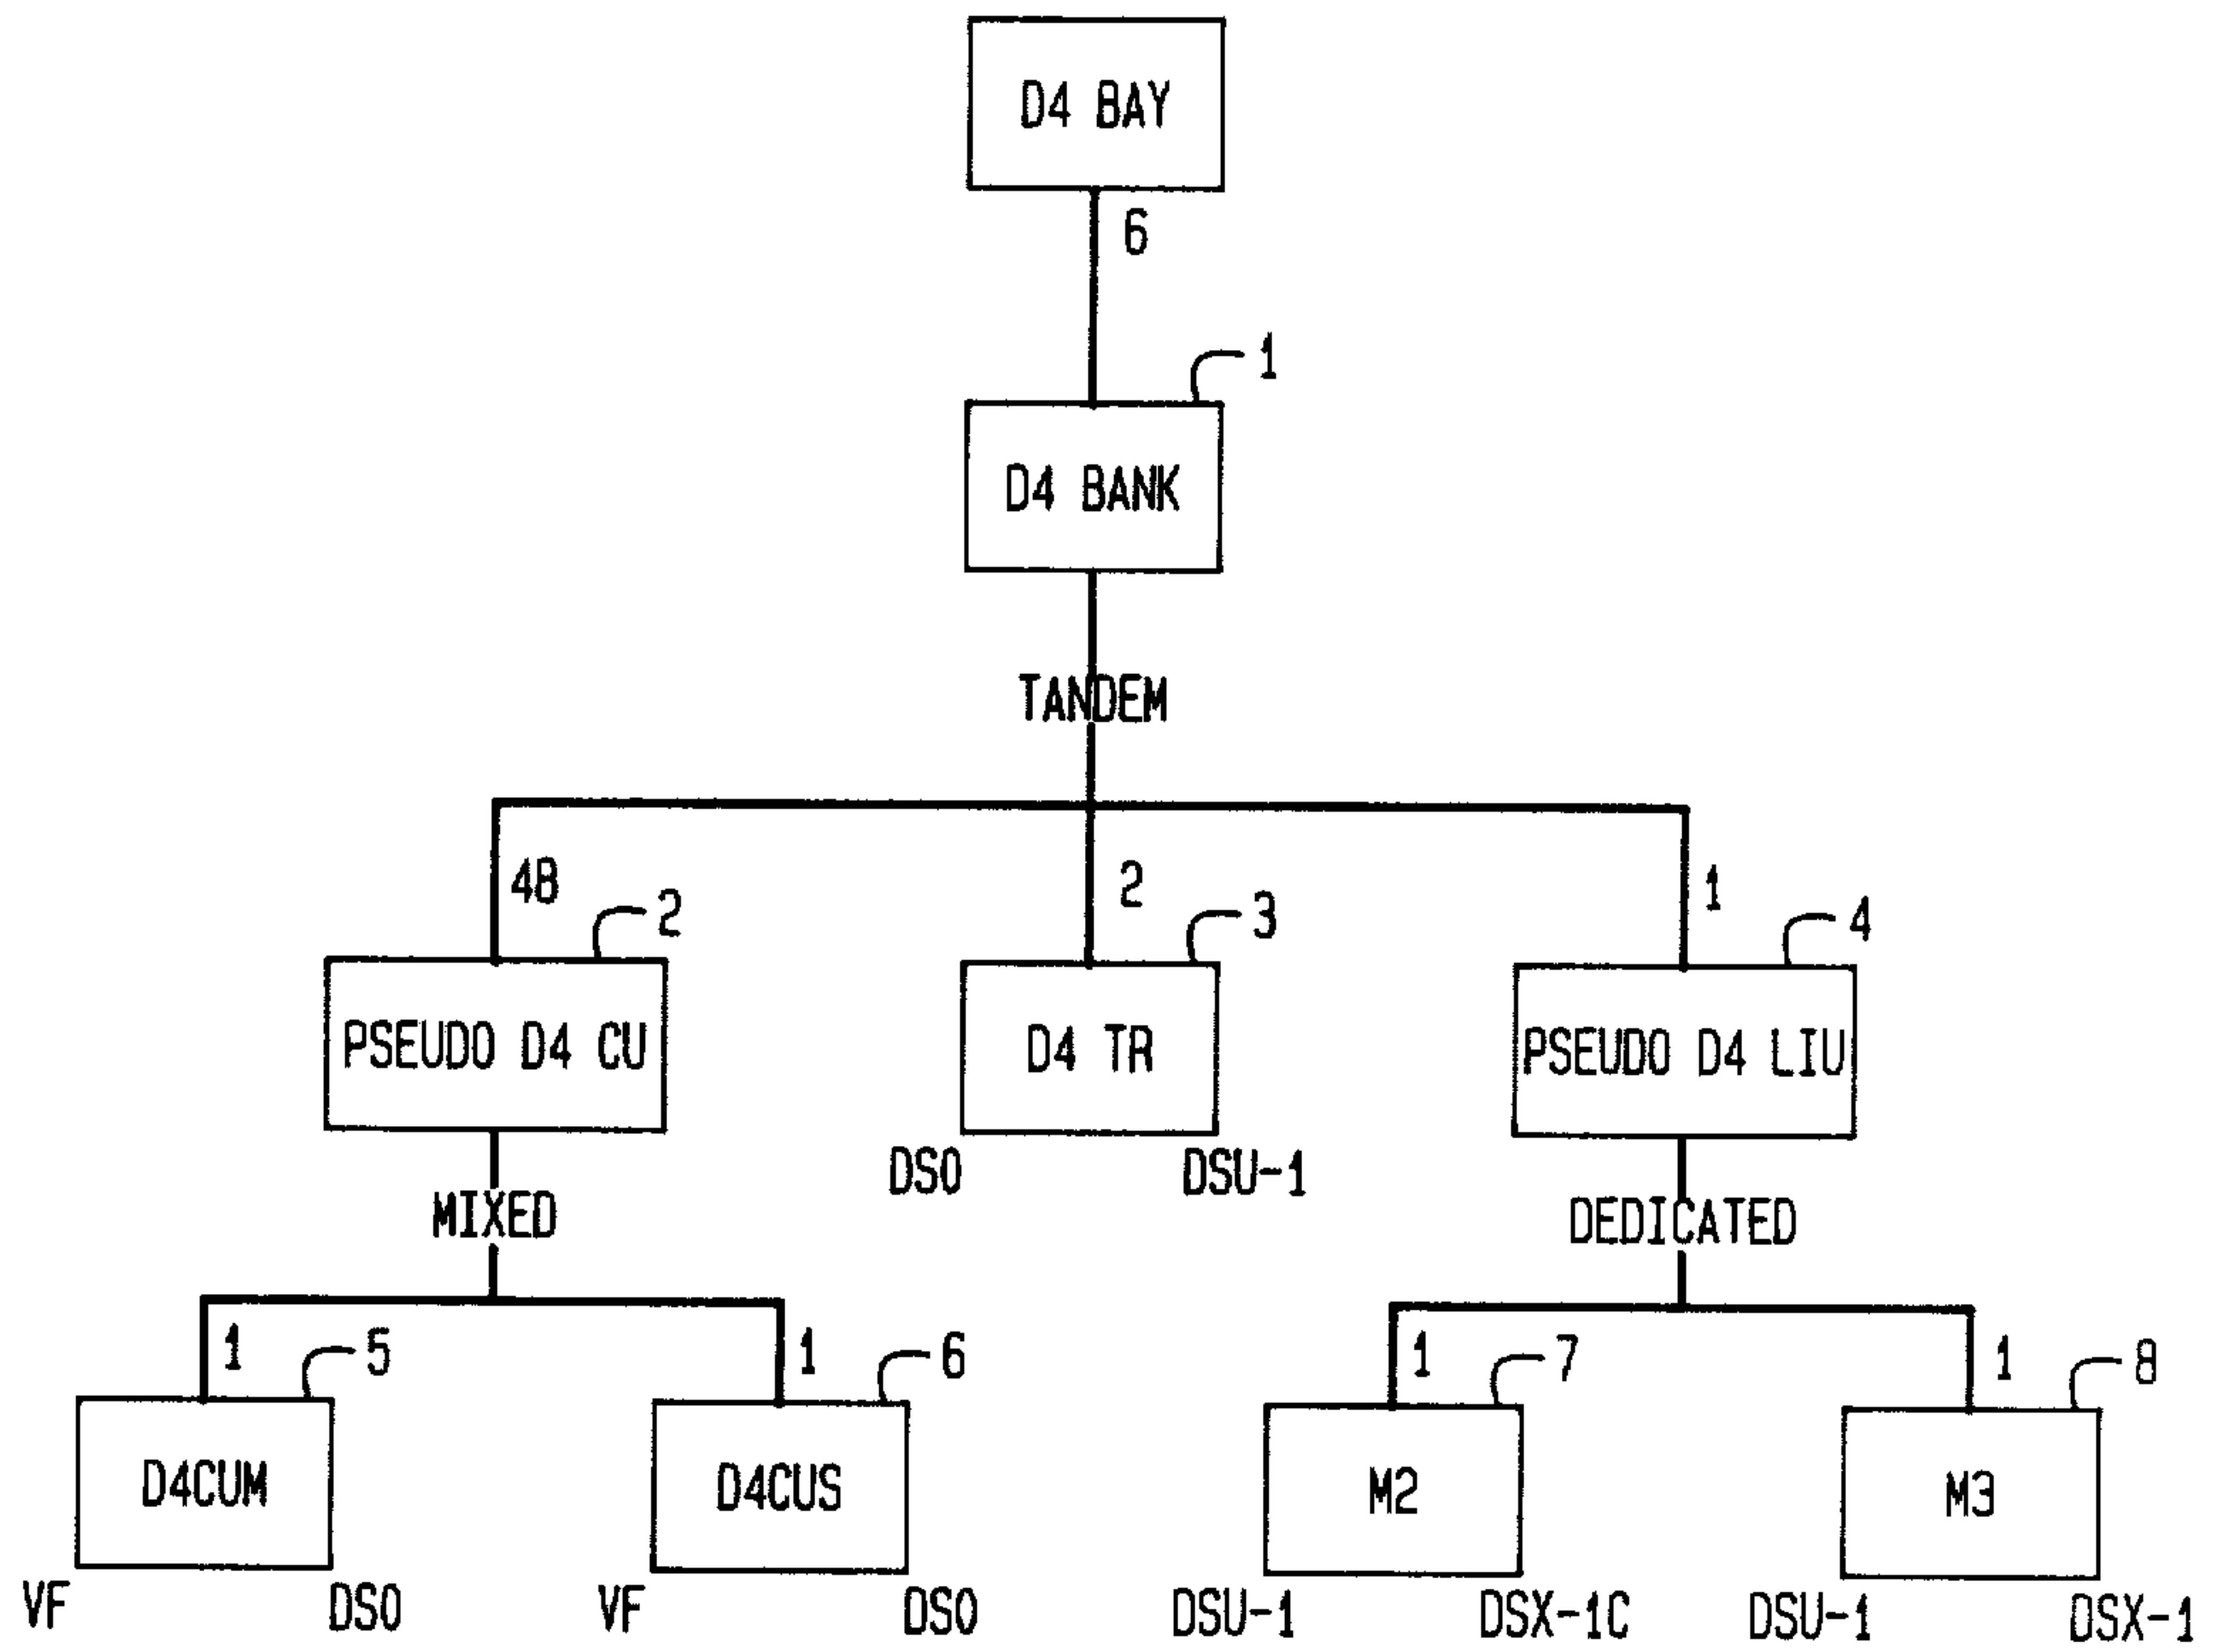 D4 BAY
6
1
D4 BANK
TANDEM
48
2
1
2
3
4
PSEUDO D4 CU
D4 TR
PSEUDO D4 LIU
DS0
DSU-1
MIXED
DEDICATED
1
5
1
6
1
7
1
8
D4CUM
D4CUS
M2
M3
VF
DS0
VF
DS0
DSU-1
DSX-1C
DSU-1
DSX-1